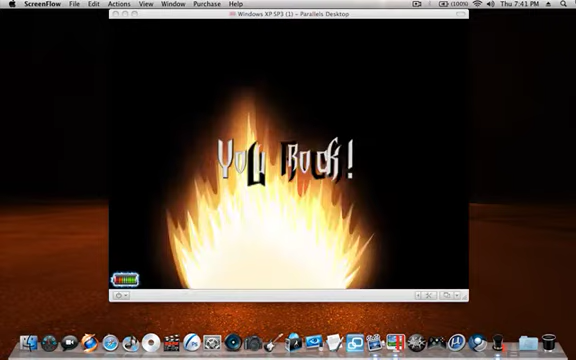 ScreenFlow File Edit Actions View Window Purchase Help (100%) Thu 7:41 PM
Windows XP SP3 (1) - Parallels Desktop
You Rock!